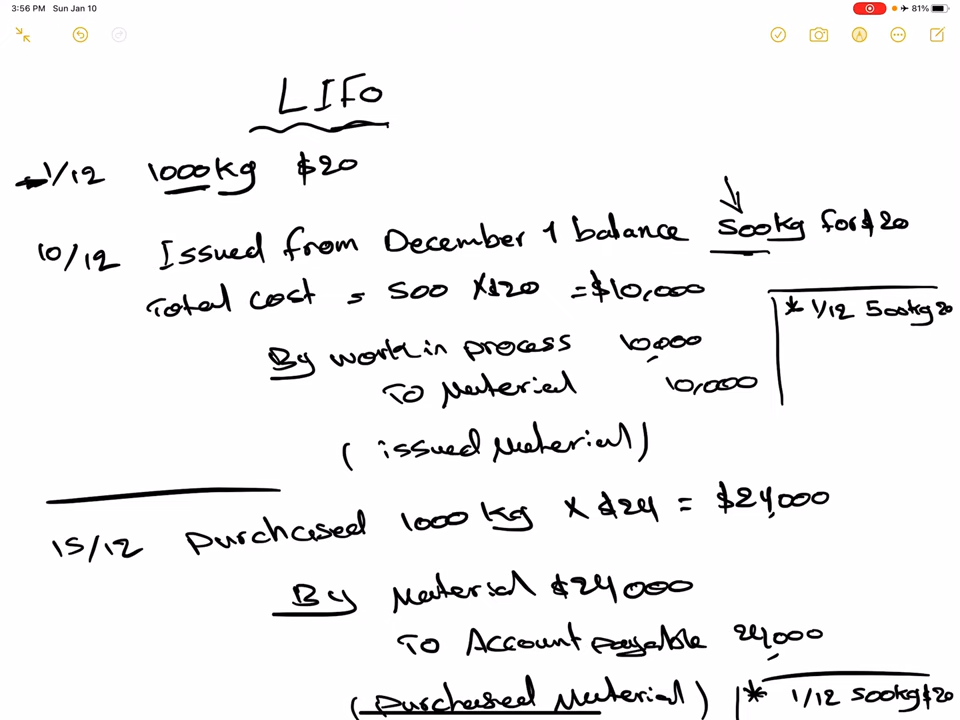 3:56 PM Sun Jan 10
81%
LIFO
1/12 1000kg $20
10/12 Issued from December 1 balance 500kg for $20
Total cost = 500 X $20 = $10,000
* 1/12 500kg 20
By work in process 10,000
To Material 10,000
( issued Material )
15/12 Purchased 1000 kg X $24 = $24,000
By Material $24,000
To Account payable 24,000
( Purchased Material )
* 1/12 500kg $20